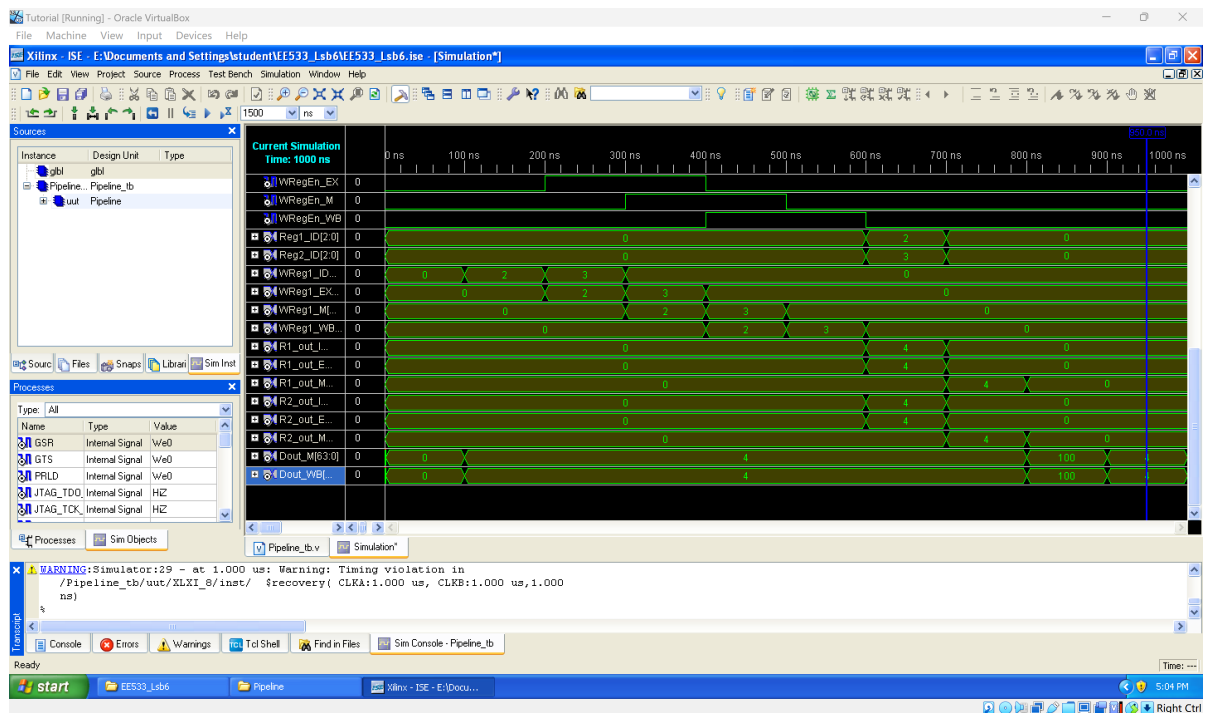 Tutorial [Running] - Oracle VirtualBox
File Machine View Input Devices Help
Xilinx - ISE - E:\Documents and Settings\student\EE533_Lsb6\EE533_Lsb6.ise - [Simulation*]
File Edit View Project Source Process Test Bench Simulation Window Help
1500 ns
Sources
Instance Design Unit Type
glbl glbl
Pipeline... Pipeline_tb
uut Pipeline
Sourc Files Snaps Librari Sim Inst
Processes
Type: All
Name Type Value
GSR Internal Signal We0
GTS Internal Signal We0
PRLD Internal Signal We0
JTAG_TDO_ Internal Signal HiZ
JTAG_TCK_ Internal Signal HiZ
Processes Sim Objects
Current Simulation
Time: 1000 ns
0 ns 100 ns 200 ns 300 ns 400 ns 500 ns 600 ns 700 ns 800 ns 900 ns 1000 ns
WRegEn_EX 0
WRegEn_M 0
WRegEn_WB 0
Reg1_ID[2:0] 0 0 2 0
Reg2_ID[2:0] 0 0 3 0
WReg1_ID... 0 0 2 3 0
WReg1_EX... 0 0 2 3 0
WReg1_M[... 0 0 2 3 0
WReg1_WB... 0 0 2 3 0
R1_out_I... 0 0 4 0
R1_out_E... 0 0 4 0
R1_out_M... 0 0 4 0
R2_out_I... 0 0 4 0
R2_out_E... 0 0 4 0
R2_out_M... 0 0 4 0
Dout_M[63:0] 0 0 4 100 4
Dout_WB[... 0 0 4 100 4
Pipeline_tb.v Simulation*
WARNING:Simulator:29 - at 1.000 us: Warning: Timing violation in
/Pipeline_tb/uut/XLXI_8/inst/ $recovery( CLKA:1.000 us, CLKB:1.000 us,1.000
ns)
%
Transcript
Console Errors Warnings Tcl Shell Find in Files Sim Console - Pipeline_tb
Ready Time: ---
start EE533_Lsb6 Pipeline Xilinx - ISE - E:\Docu... 5:04 PM
Right Ctrl